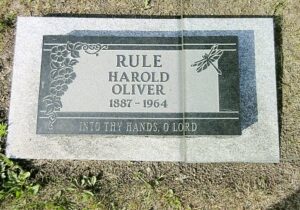 RULE
HAROLD
OLIVER
1887 - 1964
INTO THY HANDS, O LORD